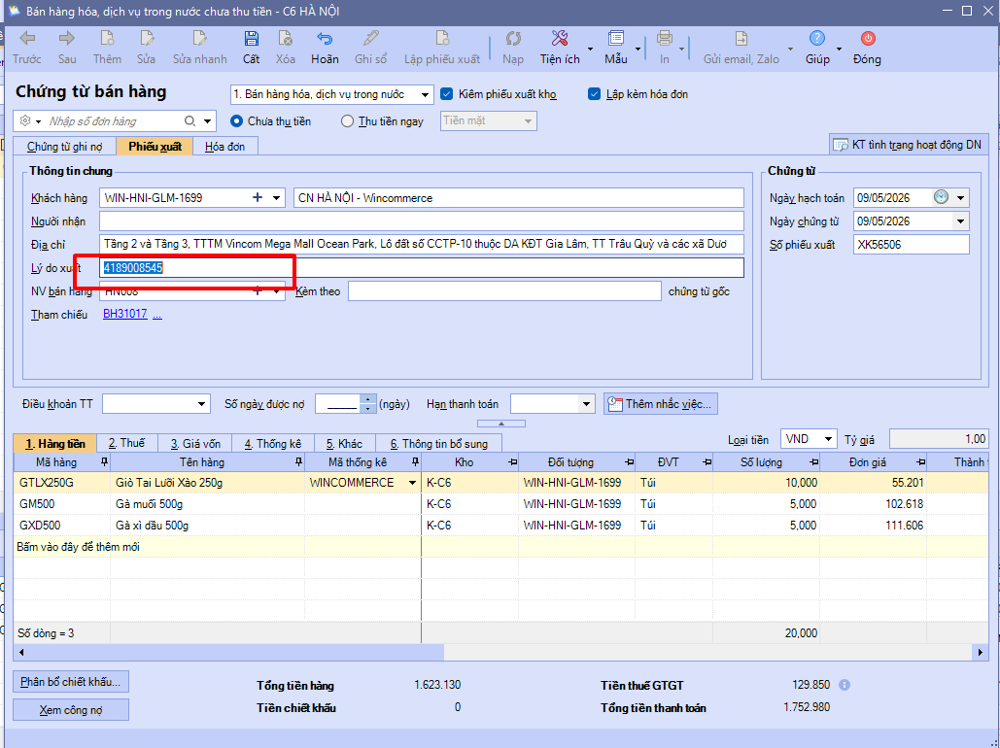 Bán hàng hóa, dịch vụ trong nước chưa thu tiền - C6 HÀ NỘI
Trước Sau Thêm Sửa Sửa nhanh Cất Xóa Hoãn Ghi sổ Lập phiếu xuất Nạp Tiện ích Mẫu In Gửi email, Zalo Giúp Đóng
Chứng từ bán hàng 1. Bán hàng hóa, dịch vụ trong nước Kiêm phiếu xuất kho Lập kèm hóa đơn
Nhập số đơn hàng Chưa thu tiền Thu tiền ngay Tiền mặt
Chứng từ ghi nợ Phiếu xuất Hóa đơn KT tình trạng hoạt động DN
Thông tin chung Chứng từ
Khách hàng WIN-HNI-GLM-1699 CN HÀ NỘI - Wincommerce Ngày hạch toán 09/05/2026
Người nhận Ngày chứng từ 09/05/2026
Địa chỉ Tầng 2 và Tầng 3, TTTM Vincom Mega Mall Ocean Park, Lô đất số CCTP-10 thuộc DA KĐT Gia Lâm, TT Trâu Quỳ và các xã Dươ Số phiếu xuất XK56506
Lý do xuất 4189008545
NV bán hàng HN008 Kèm theo chứng từ gốc
Tham chiếu BH31017 ...
Điều khoản TT Số ngày được nợ (ngày) Hạn thanh toán Thêm nhắc việc...
1. Hàng tiền 2. Thuế 3. Giá vốn 4. Thống kê 5. Khác 6. Thông tin bổ sung Loại tiền VND Tỷ giá 1,00
Mã hàng Tên hàng Mã thống kê Kho Đối tượng ĐVT Số lượng Đơn giá Thành
GTLX250G Giò Tai Lưỡi Xào 250g WINCOMMERCE K-C6 WIN-HNI-GLM-1699 Túi 10,000 55.201
GM500 Gà muối 500g K-C6 WIN-HNI-GLM-1699 Túi 5,000 102.618
GXD500 Gà xì dầu 500g K-C6 WIN-HNI-GLM-1699 Túi 5,000 111.606
Bấm vào đây để thêm mới
Số dòng = 3 20,000
Phân bổ chiết khấu... Tổng tiền hàng 1.623.130 Tiền thuế GTGT 129.850
Xem công nợ Tiền chiết khấu 0 Tổng tiền thanh toán 1.752.980